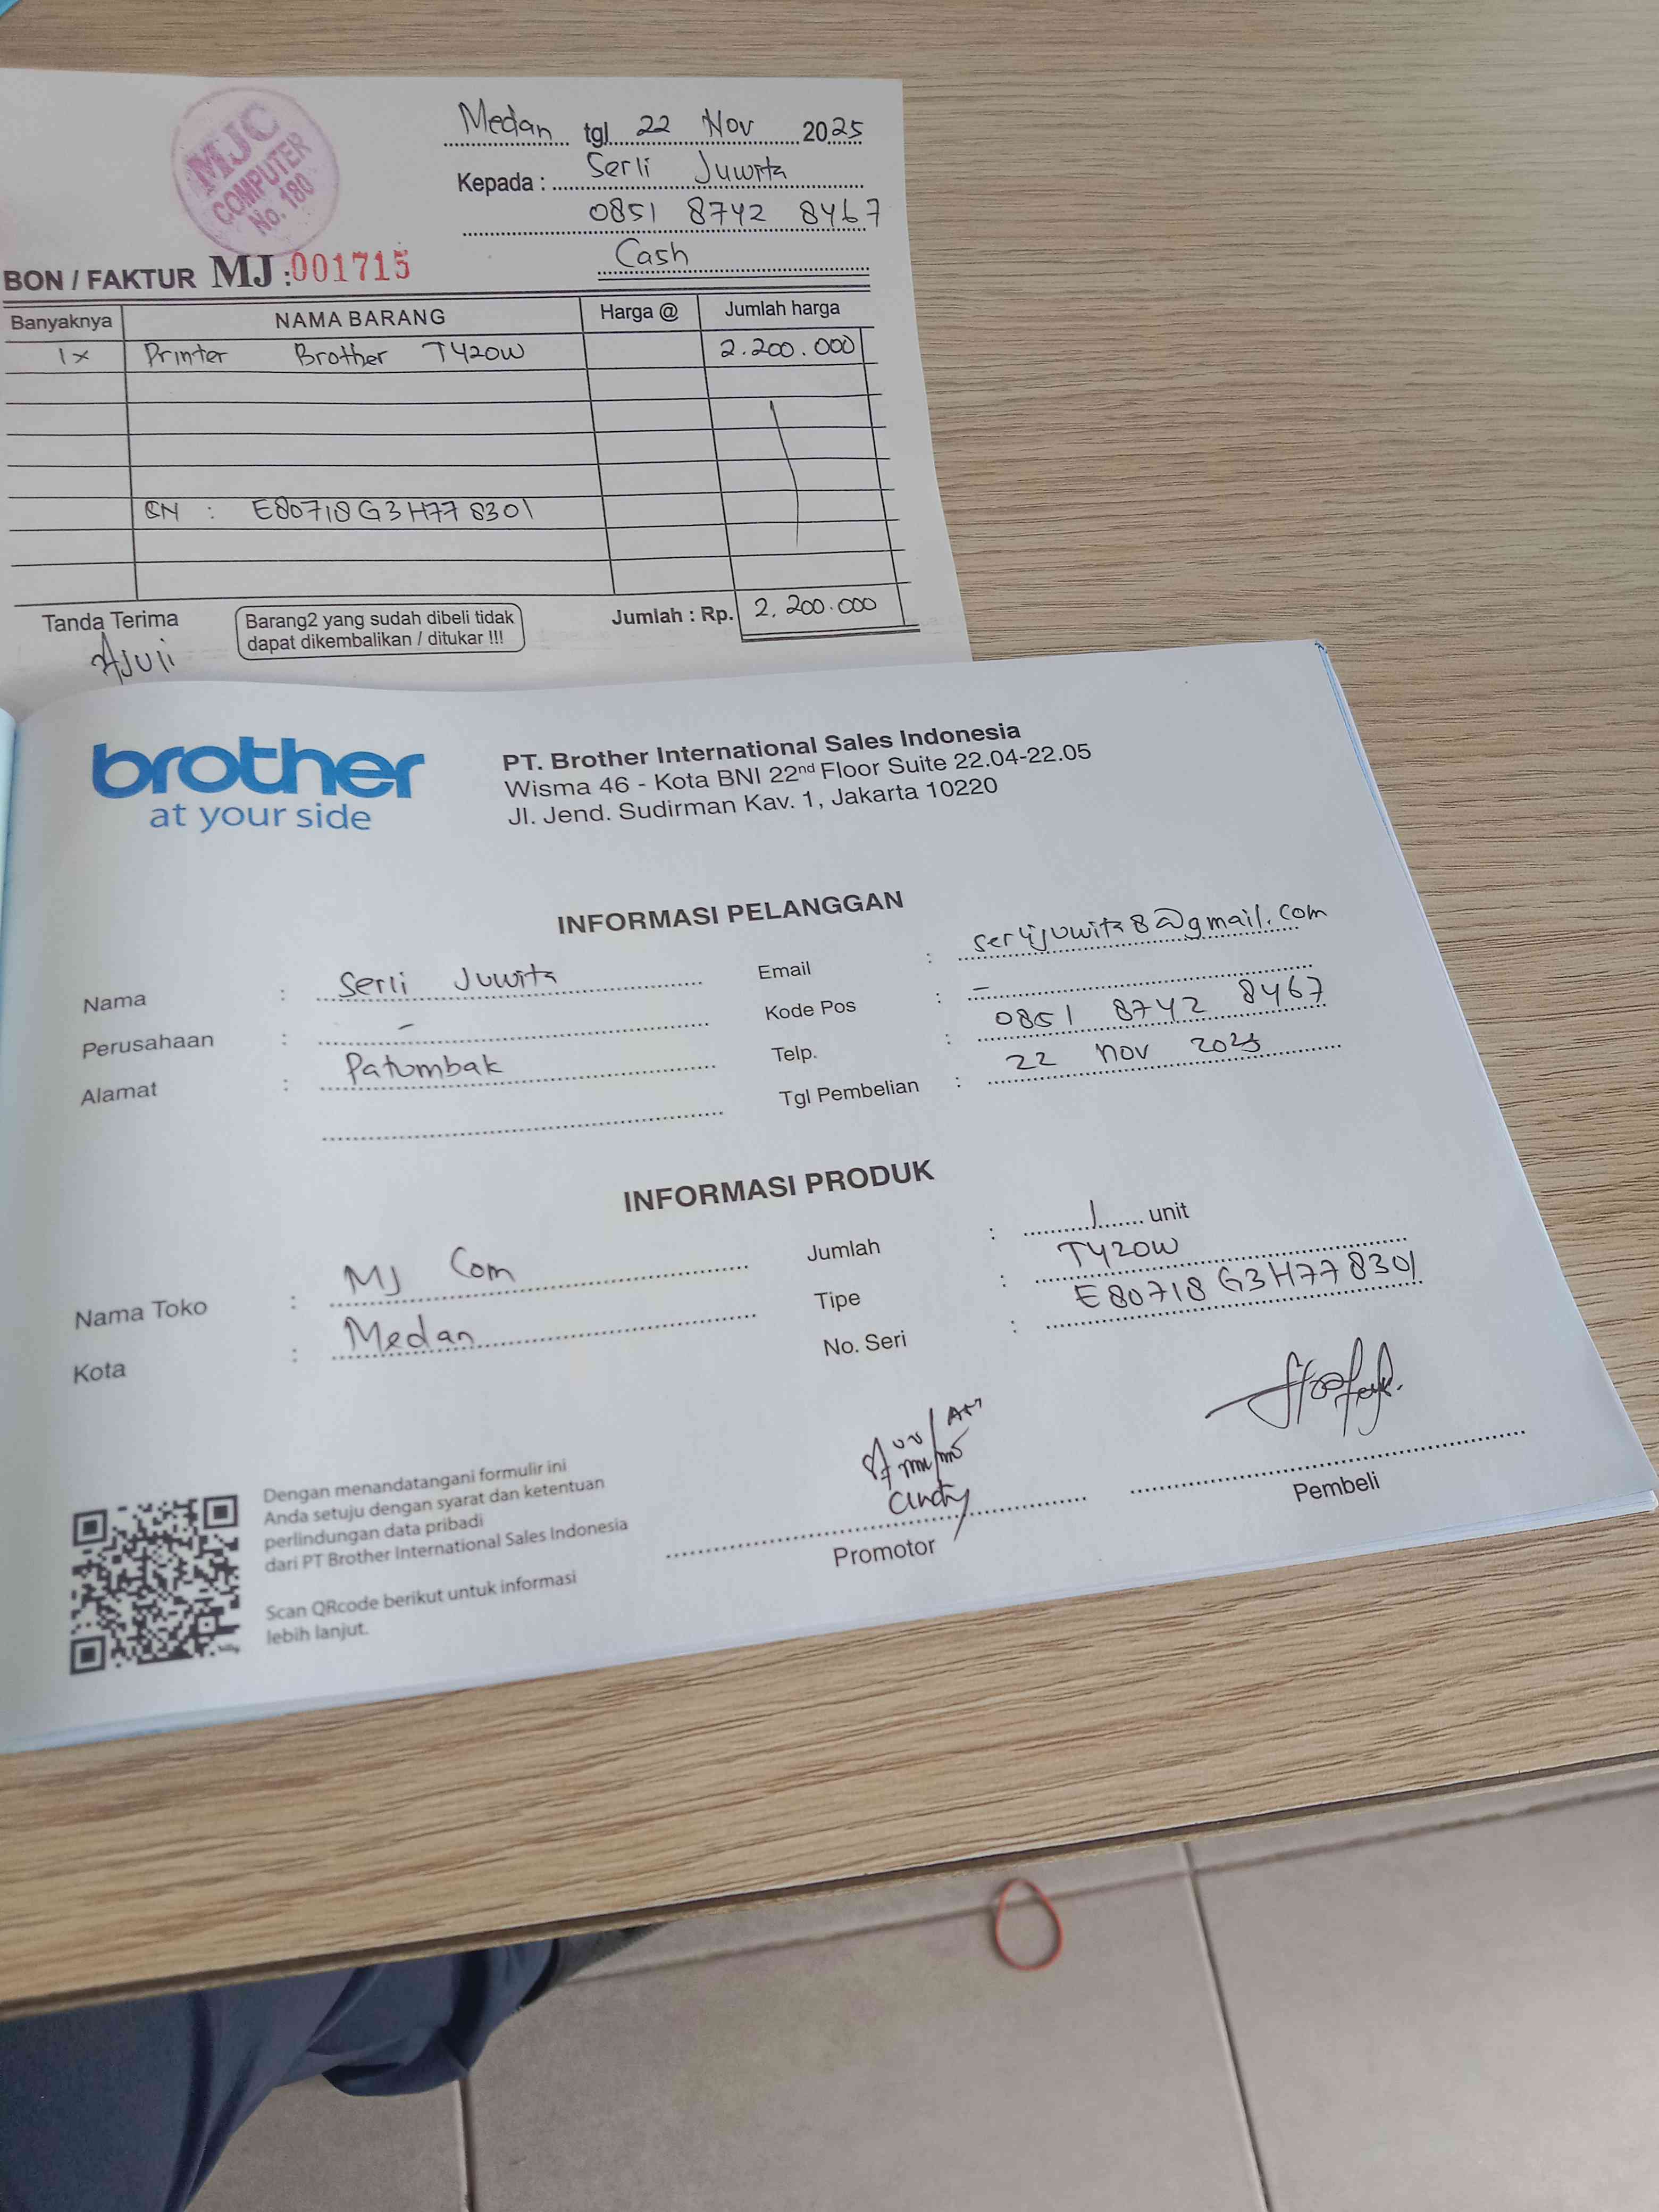 MJC
COMPUTER
No. 180
Medan tgl. 22 Nov 2025
Kepada : Serli Juwita
0851 8742 8467
Cash
BON / FAKTUR MJ :001715
Banyaknya NAMA BARANG Harga @ Jumlah harga
1x Printer Brother T420W 2.200.000
SN : E80718G3H778301
Tanda Terima
Barang2 yang sudah dibeli tidak
dapat dikembalikan / ditukar !!!
Jumlah : Rp. 2.200.000
brother
at your side
PT. Brother International Sales Indonesia
Wisma 46 - Kota BNI 22nd Floor Suite 22.04-22.05
Jl. Jend. Sudirman Kav. 1, Jakarta 10220
INFORMASI PELANGGAN
Nama : Serli Juwita
Perusahaan : -
Alamat : Patumbak
Email : serlijuwita8@gmail.com
Kode Pos : -
Telp. : 0851 8742 8467
Tgl Pembelian : 22 Nov 2025
INFORMASI PRODUK
Nama Toko : MJ Com
Kota : Medan
Jumlah : 1 unit
Tipe : T420W
No. Seri : E80718G3H778301
Dengan menandatangani formulir ini
Anda setuju dengan syarat dan ketentuan
perlindungan data pribadi
dari PT Brother International Sales Indonesia
Scan QRcode berikut untuk informasi
lebih lanjut.
Cindy
Promotor
Pembeli